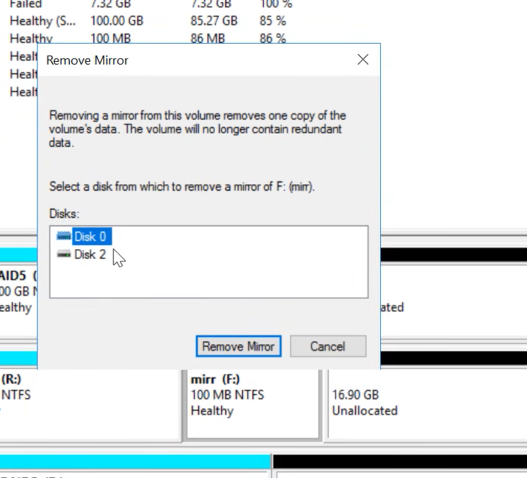 Failed 7.32 GB 7.32 GB 100 %
Healthy (S... 100.00 GB 85.27 GB 85 %
Healthy 100 MB 86 MB 86 %
Healt
Healt
Healt
Remove Mirror
Removing a mirror from this volume removes one copy of the
volume's data. The volume will no longer contain redundant
data.
Select a disk from which to remove a mirror of F: (mirr).
Disks:
Disk 0
Disk 2
Remove Mirror Cancel
AID5 (
00 GB N
ealthy
ated
(R:)
NTFS
mirr (F:)
100 MB NTFS
Healthy
16.90 GB
Unallocated